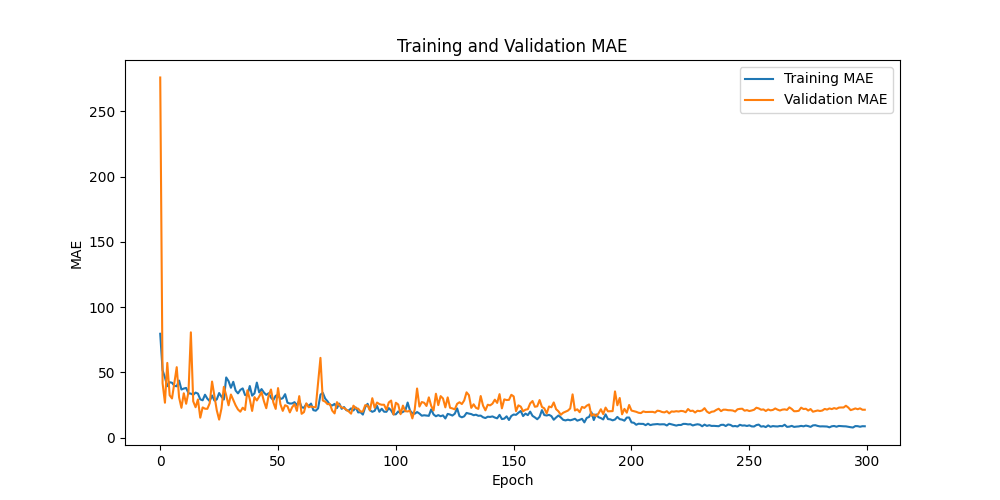 Training and Validation MAE
Training MAE
Validation MAE
250
200
150
100
50
0
MAE
0 50 100 150 200 250 300
Epoch